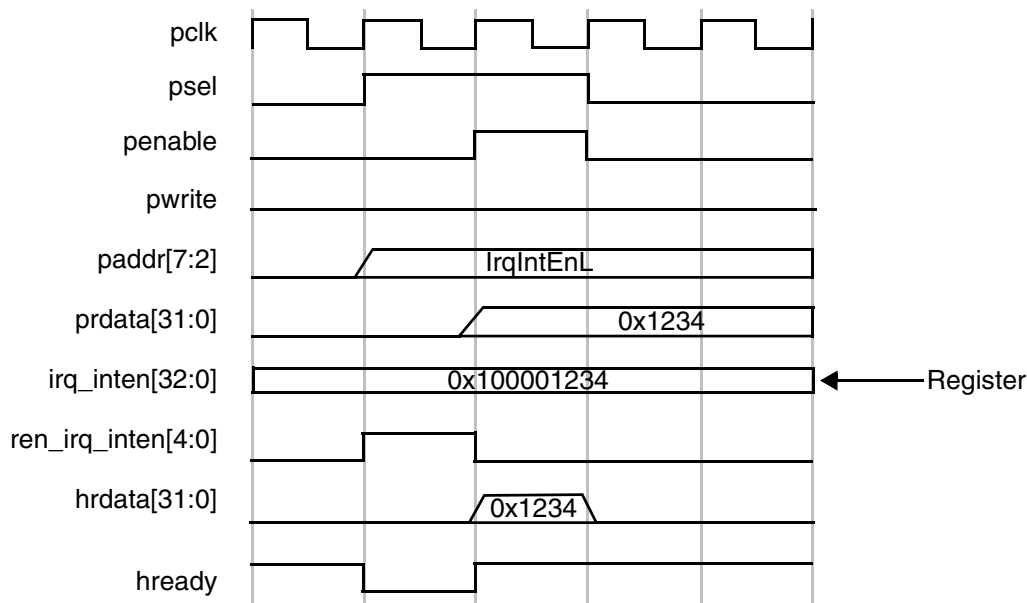 pclk
psel
penable
pwrite
paddr[7:2]
IrqIntEnL
prdata[31:0]
0x1234
irq_inten[32:0]
0x100001234
Register
ren_irq_inten[4:0]
hrdata[31:0]
0x1234
hready